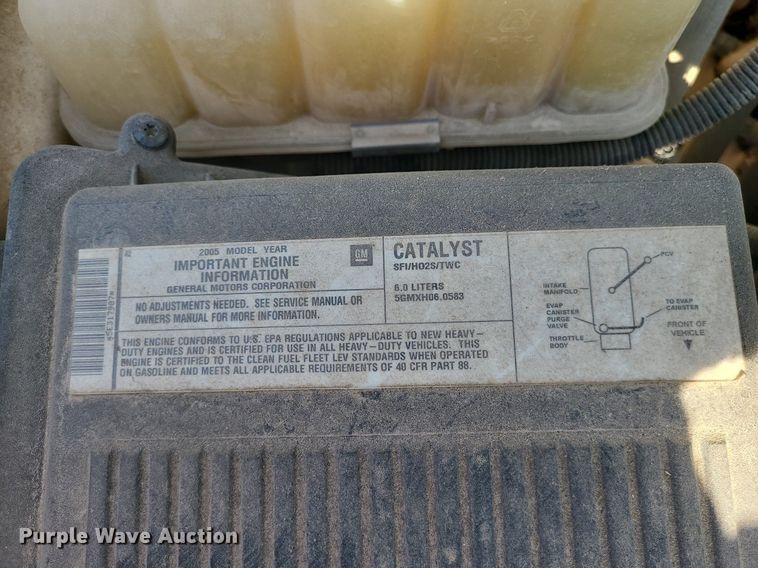 AZ
2005 MODEL YEAR
IMPORTANT ENGINE
INFORMATION
GENERAL MOTORS CORPORATION
GM
CATALYST
SFI/HO2S/TWC
6.0 LITERS
5GMXH06.0583
NO ADJUSTMENTS NEEDED. SEE SERVICE MANUAL OR
OWNERS MANUAL FOR MORE INFORMATION.
THIS ENGINE CONFORMS TO U.S. EPA REGULATIONS APPLICABLE TO NEW HEAVY-
DUTY ENGINES AND IS CERTIFIED FOR USE IN ALL HEAVY-DUTY VEHICLES. THIS
ENGINE IS CERTIFIED TO THE CLEAN FUEL FLEET LEV STANDARDS WHEN OPERATED
ON GASOLINE AND MEETS ALL APPLICABLE REQUIREMENTS OF 40 CFR PART 88.
PCV
INTAKE
MANIFOLD
EVAP
CANISTER
PURGE
VALVE
THROTTLE
BODY
TO EVAP
CANISTER
FRONT OF
VEHICLE
Purple Wave Auction